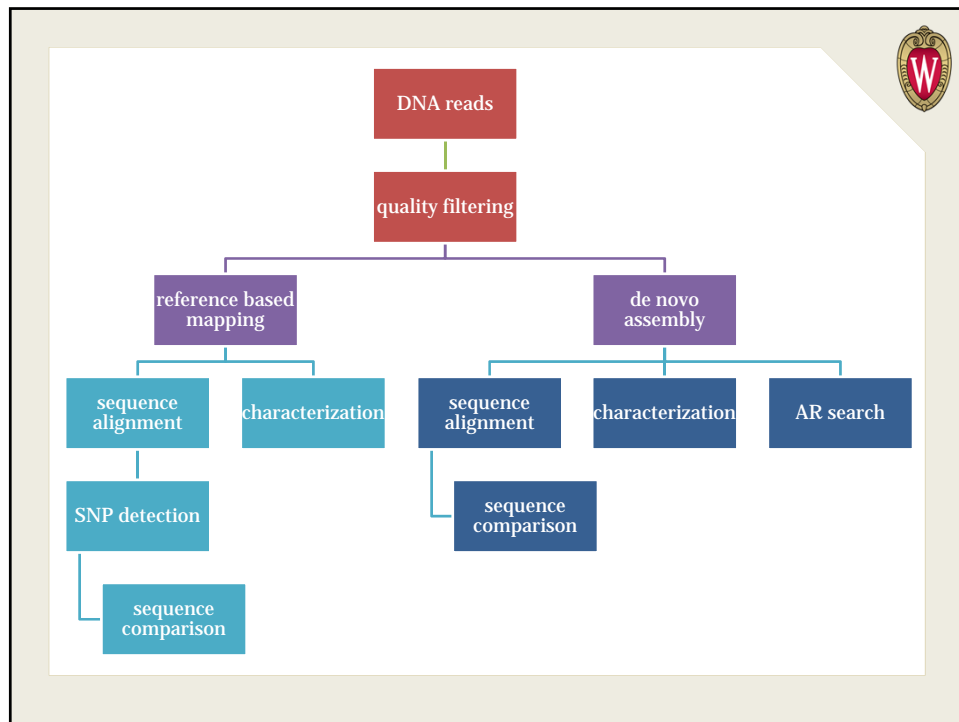 W
DNA reads
quality filtering
reference based
mapping
de novo
assembly
sequence
alignment
characterization
sequence
alignment
characterization
AR search
SNP detection
sequence
comparison
sequence
comparison